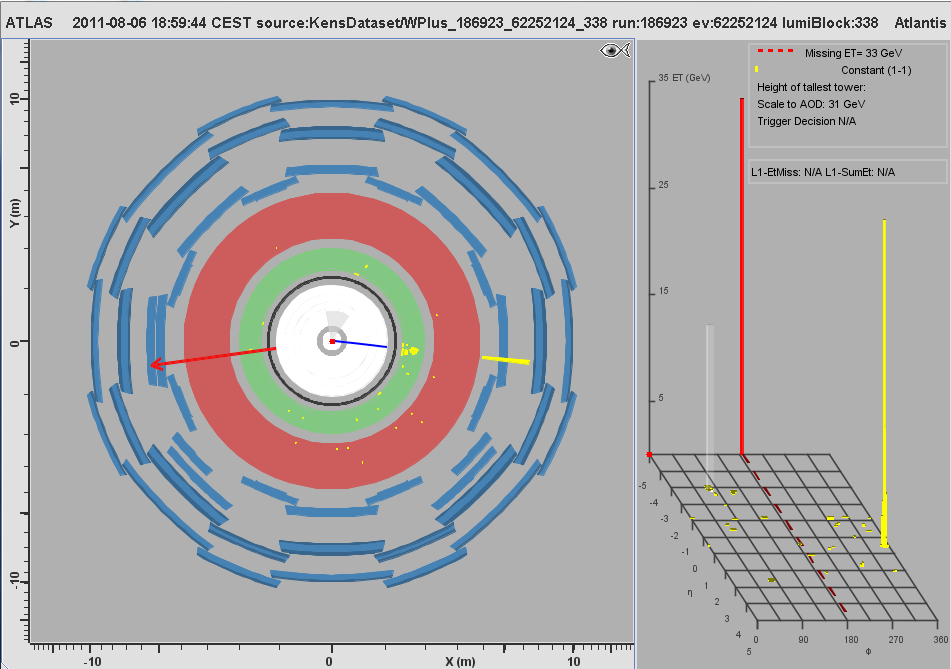 ATLAS 2011-08-06 18:59:44 CEST source:KensDataset/WPlus_186923_62252124_338 run:186923 ev:62252124 lumiBlock:338 Atlantis
10
Y (m)
0
-10
-10
0
X (m)
10
Missing ET= 33 GeV
Constant (1-1)
Height of tallest tower:
Scale to AOD: 31 GeV
Trigger Decision N/A
L1-EtMiss: N/A L1-SumEt: N/A
35 ET (GeV)
25
15
5
-5
-4
-3
-2
-1
0
η
1
2
3
4
5
0
90
180
270
360
ϕ